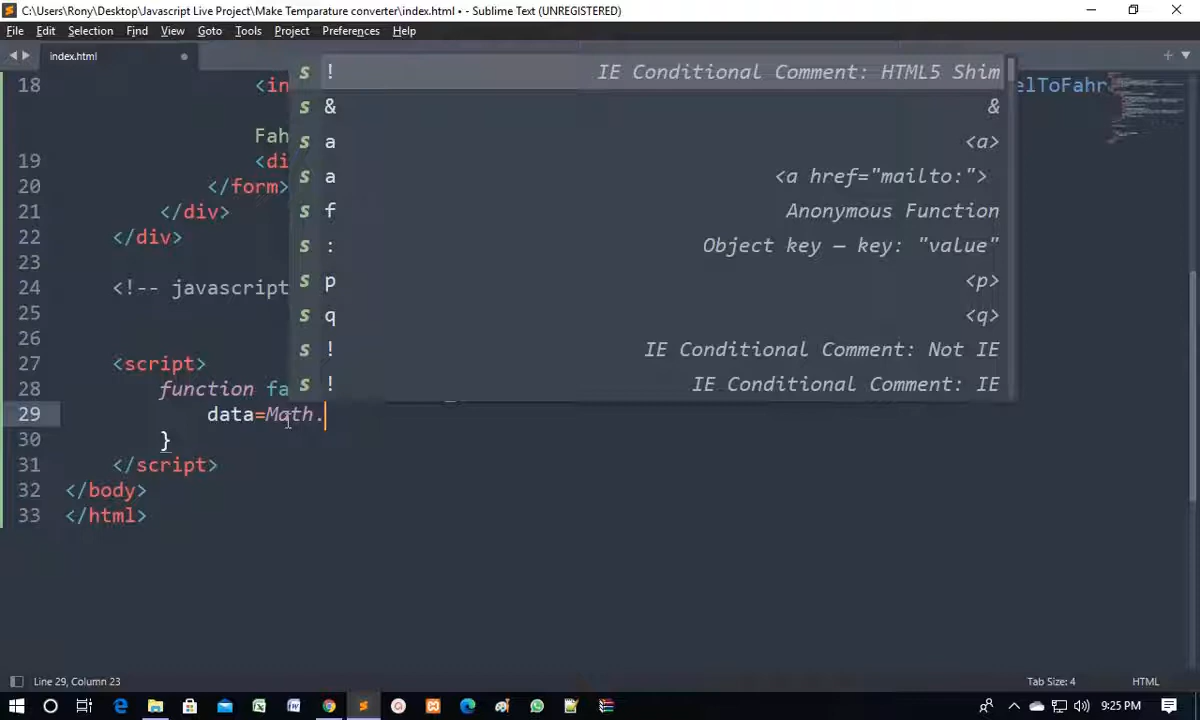 C:\Users\Rony\Desktop\Javascript Live Project\Make Temparature converter\index.html • - Sublime Text (UNREGISTERED)
File Edit Selection Find View Goto Tools Project Preferences Help
index.html
! IE Conditional Comment: HTML5 Shim
18 <in elToFahr
& &
a <a>
Fah
19 <di
a <a href="mailto:">
20 </form>
f Anonymous Function
21 </div>
22 </div>
: Object key — key: "value"
23
24 <!-- javascript
p <p>
25
q <q>
26
! IE Conditional Comment: Not IE
27 <script>
! IE Conditional Comment: IE
28 function fa
29 data=Math.
30 }
31 </script>
32 </body>
33 </html>
Line 29, Column 23
Tab Size: 4
HTML
9:25 PM